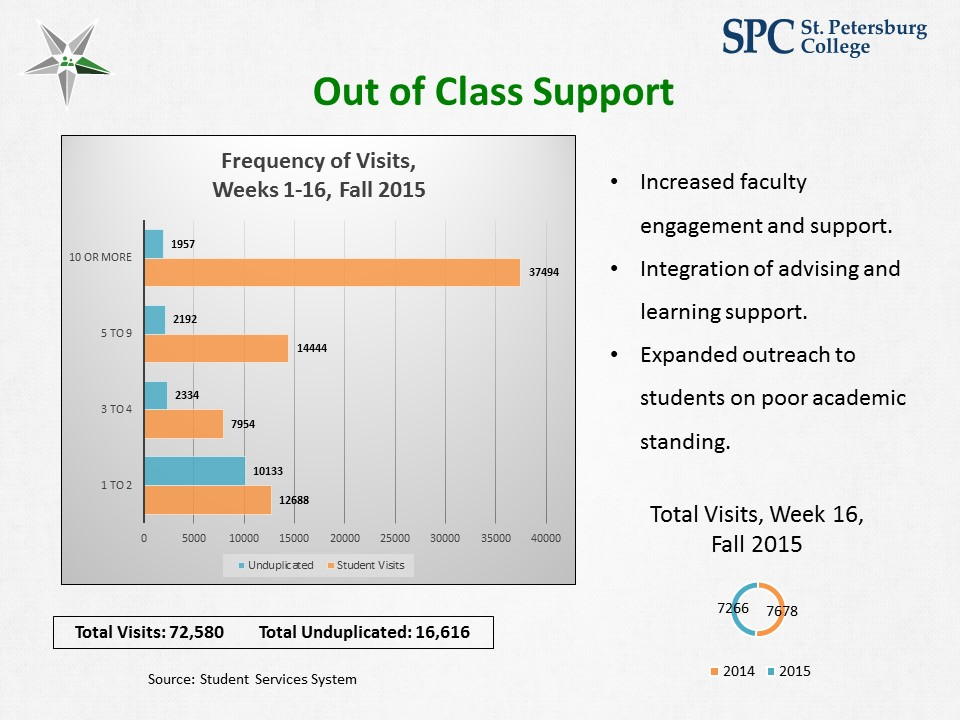 SPC St. Petersburg
College
Out of Class Support
Frequency of Visits,
Weeks 1-16, Fall 2015
10 OR MORE
1957
37494
5 TO 9
2192
14444
3 TO 4
2334
7954
1 TO 2
10133
12688
0 5000 10000 15000 20000 25000 30000 35000 40000
Unduplicated Student Visits
Total Visits: 72,580 Total Unduplicated: 16,616
Source: Student Services System
• Increased faculty
engagement and support.
• Integration of advising and
learning support.
• Expanded outreach to
students on poor academic
standing.
Total Visits, Week 16,
Fall 2015
7266 7678
2014 2015